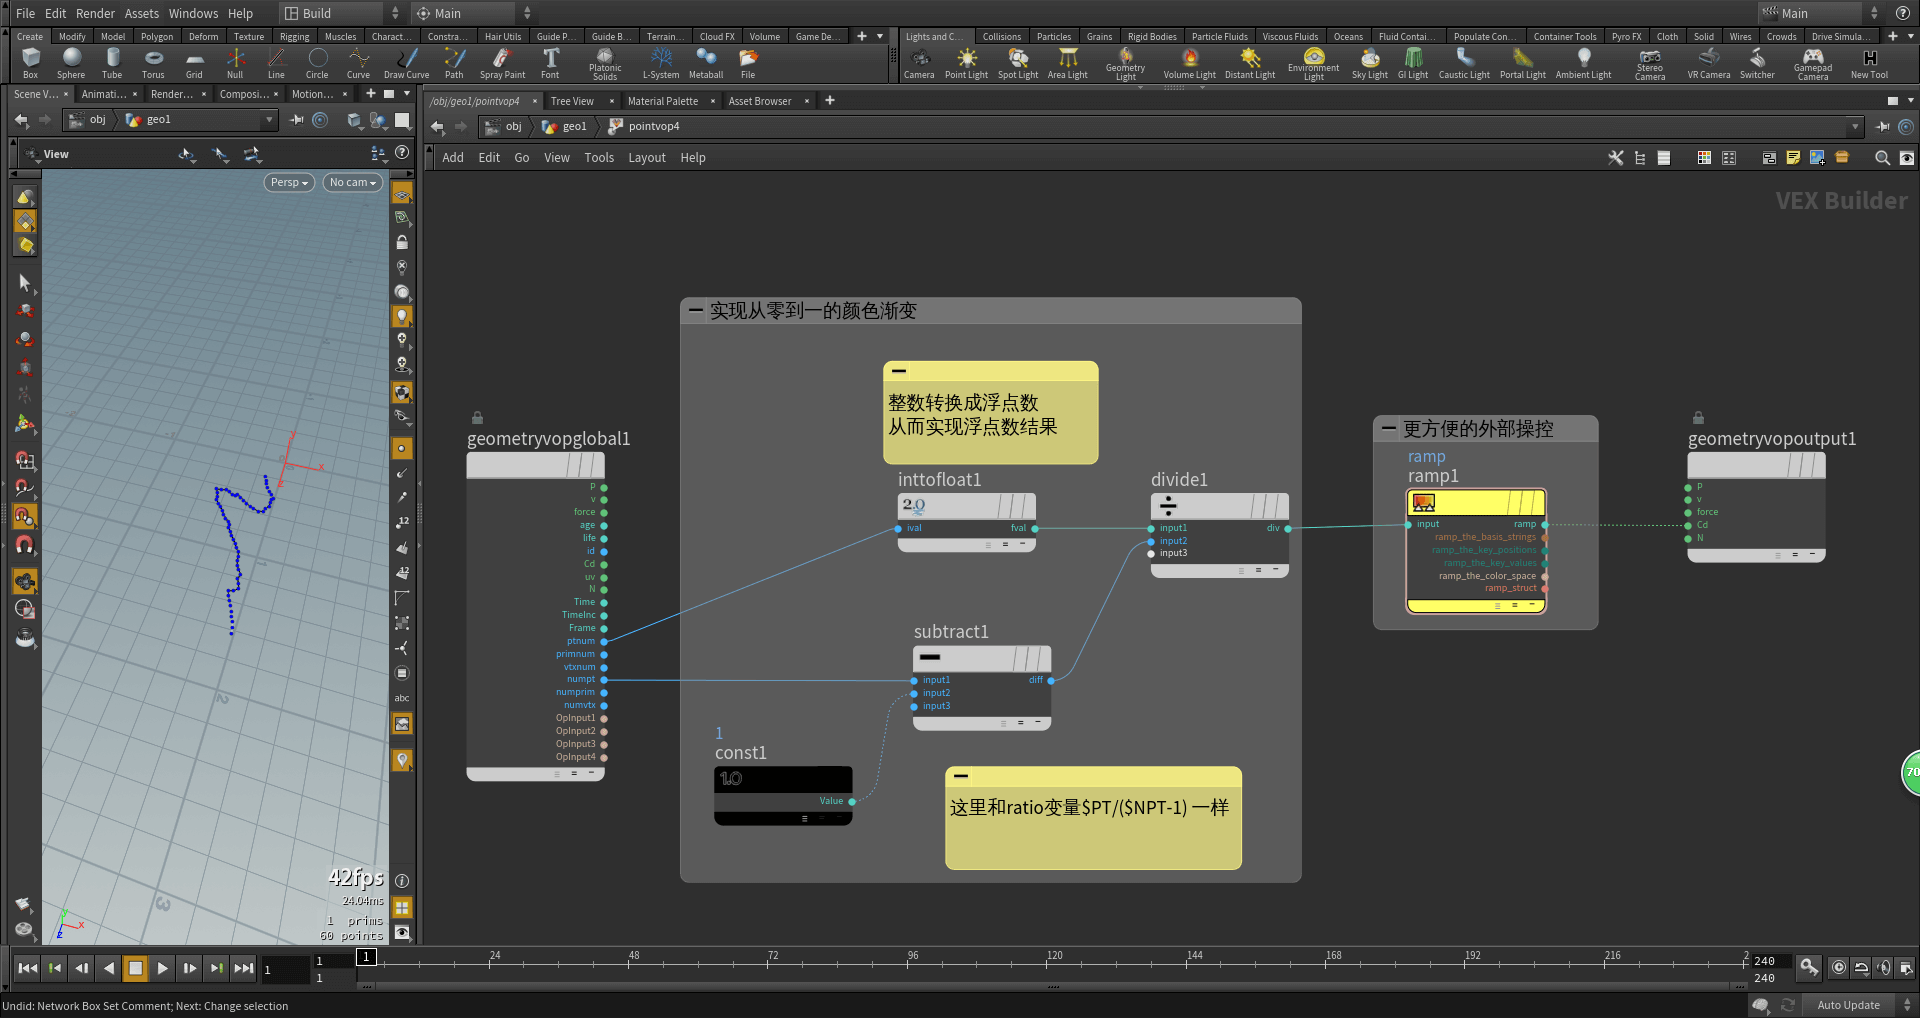 File Edit Render Assets Windows Help Build Main Main
Create Modify Model Polygon Deform Texture Rigging Muscles Charact... Constra... Hair Utils Guide P... Guide B... Terrain... Cloud FX Volume Game De...
Lights and C... Collisions Particles Grains Rigid Bodies Particle Fluids Viscous Fluids Oceans Fluid Contai... Populate Con... Container Tools Pyro FX Cloth Solid Wires Crowds Drive Simula...
Box Sphere Tube Torus Grid Null Line Circle Curve Draw Curve Path Spray Paint Font Platonic Solids L-System Metaball File
Camera Point Light Spot Light Area Light Geometry Light Volume Light Distant Light Environment Light Sky Light GI Light Caustic Light Portal Light Ambient Light Stereo Camera VR Camera Switcher Gamepad Camera New Tool
Scene V... Animati... Render... Composi... Motion...
/obj/geo1/pointvop4 Tree View Material Palette Asset Browser
obj geo1
obj geo1 pointvop4
View
Add Edit Go View Tools Layout Help
Persp No cam
VEX Builder
实现从零到一的颜色渐变
整数转换成浮点数
从而实现浮点数结果
更方便的外部操控
geometryvopglobal1
P
v
force
age
life
id
Cd
uv
N
Time
TimeInc
Frame
ptnum
primnum
vtxnum
numpt
numprim
numvtx
OpInput1
OpInput2
OpInput3
OpInput4
inttofloat1
2.0
ival fval
divide1
input1 div
input2
input3
subtract1
input1 diff
input2
input3
1
const1
1.0
Value
这里和ratio变量$PT/($NPT-1) 一样
ramp
ramp1
input ramp
ramp_the_basis_strings
ramp_the_key_positions
ramp_the_key_values
ramp_the_color_space
ramp_struct
geometryvopoutput1
P
v
force
Cd
N
70
12
12
abc
x
2
3
42fps
24.04ms
1 prims
60 points
1 1 1 24 48 72 96 120 144 168 192 216 2 240
1 240
Undid: Network Box Set Comment; Next: Change selection
Auto Update